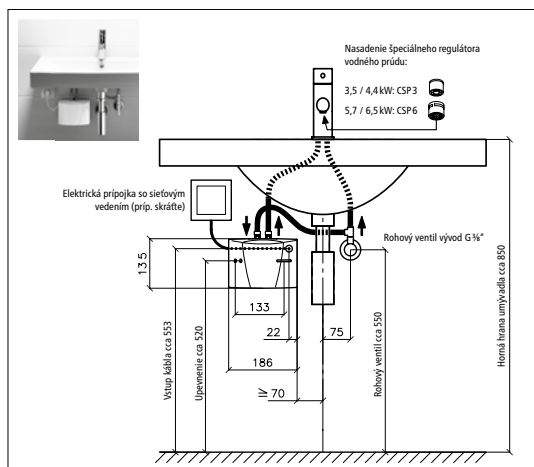 Nasadenie špeciálneho regulátora
vodného prúdu:
3,5 / 4,4 kW: CSP3
5,7 / 6,5 kW: CSP6
Elektrická prípojka so sieťovým
vedením (príp. skráťte)
Rohový ventil vývod G⅜"
135
133
22
75
186
≥ 70
Vstup kábla cca 553
Upevnenie cca 520
Rohový ventil cca 550
Horná hrana umývadla cca 850